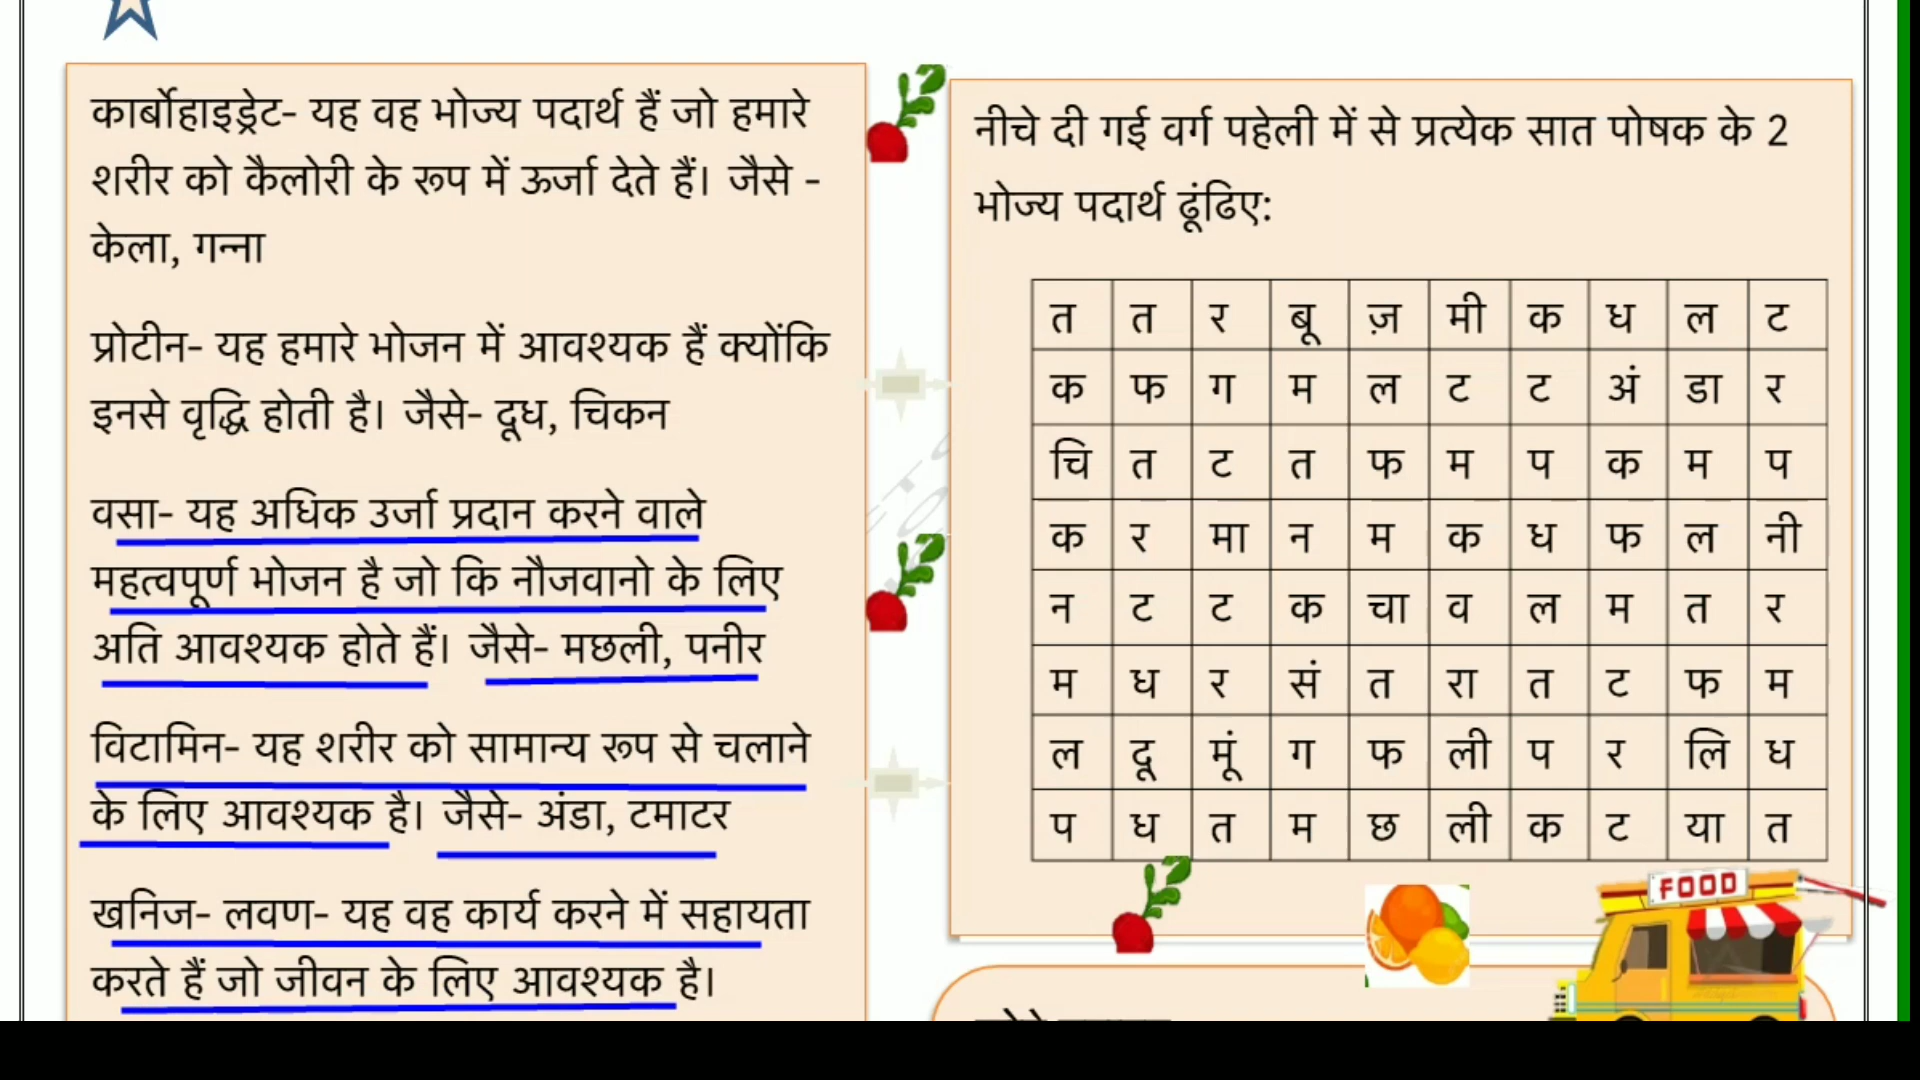 कार्बोहाइड्रेट- यह वह भोज्य पदार्थ हैं जो हमारे
शरीर को कैलोरी के रूप में ऊर्जा देते हैं। जैसे -
केला, गन्ना
प्रोटीन- यह हमारे भोजन में आवश्यक हैं क्योंकि
इनसे वृद्धि होती है। जैसे- दूध, चिकन
वसा- यह अधिक उर्जा प्रदान करने वाले
महत्वपूर्ण भोजन है जो कि नौजवानो के लिए
अति आवश्यक होते हैं। जैसे- मछली, पनीर
विटामिन- यह शरीर को सामान्य रूप से चलाने
के लिए आवश्यक है। जैसे- अंडा, टमाटर
खनिज- लवण- यह वह कार्य करने में सहायता
करते हैं जो जीवन के लिए आवश्यक है।
नीचे दी गई वर्ग पहेली में से प्रत्येक सात पोषक के 2
भोज्य पदार्थ ढूंढिए:
त त र बू ज़ मी क ध ल ट
क फ ग म ल ट ट अं डा र
चि त ट त फ म प क म प
क र मा न म क ध फ ल नी
न ट ट क चा व ल म त र
म ध र सं त रा त ट फ म
ल दू मूं ग फ ली प र लि ध
प ध त म छ ली क ट या त
FOOD